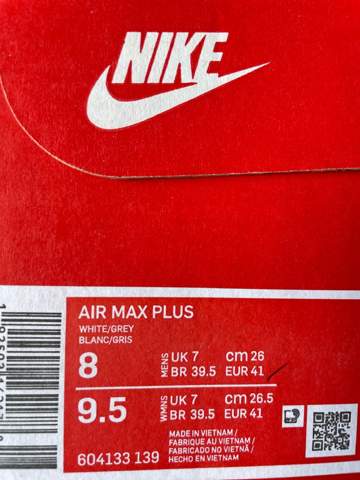 NIKE
AIR MAX PLUS
WHITE/GREY
BLANC/GRIS
8 MENS UK 7 cm 26
BR 39.5 EUR 41
9.5 WMNS UK 7 cm 26.5
BR 39.5 EUR 41
MADE IN VIETNAM /
FABRIQUE AU VIETNAM /
FABRICADO NO VIETNÃ /
HECHO EN VIETNAM
604133 139